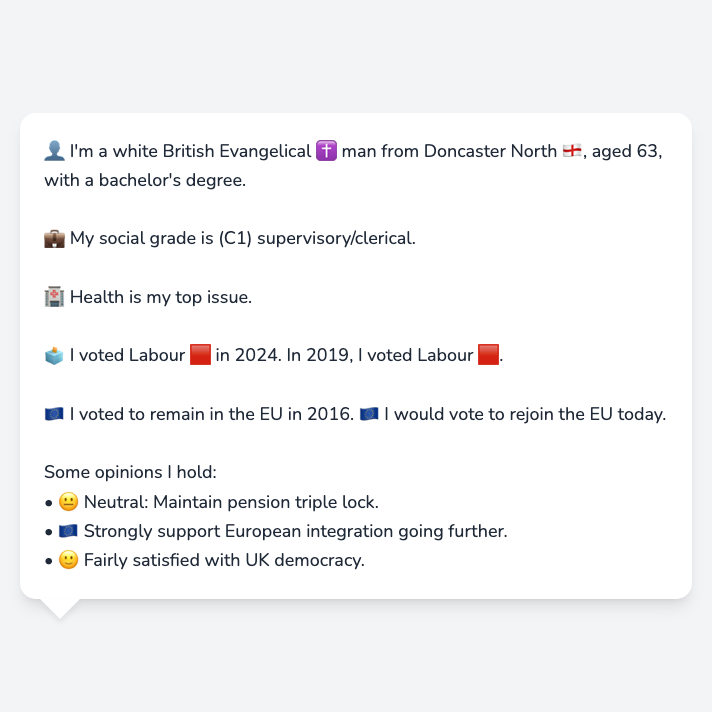 👤 I'm a white British Evangelical ✝️ man from Doncaster North 🏴󠁧󠁢󠁥󠁮󠁧󠁿, aged 63,
with a bachelor's degree.
💼 My social grade is (C1) supervisory/clerical.
🏥 Health is my top issue.
🗳️ I voted Labour 🟥 in 2024. In 2019, I voted Labour 🟥.
🇪🇺 I voted to remain in the EU in 2016. 🇪🇺 I would vote to rejoin the EU today.
Some opinions I hold:
• 😐 Neutral: Maintain pension triple lock.
• 🇪🇺 Strongly support European integration going further.
• 🙂 Fairly satisfied with UK democracy.